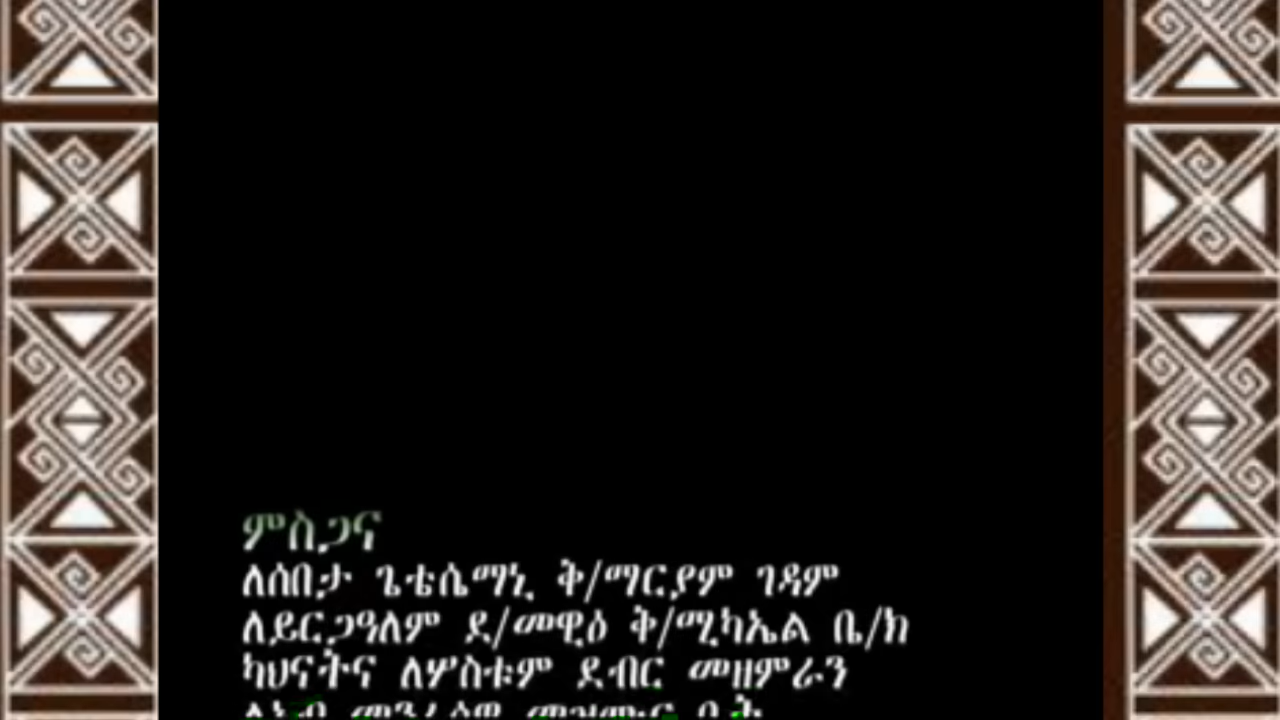 ምስጋና
ለሰበታ ጌቴሴማኒ ቅ/ማርያም ገዳም
ለይርጋዓለም ደ/መዊዕ ቅ/ሚካኤል ቤ/ክ
ካህናትና ለሦስቱም ደብር መዘምራን